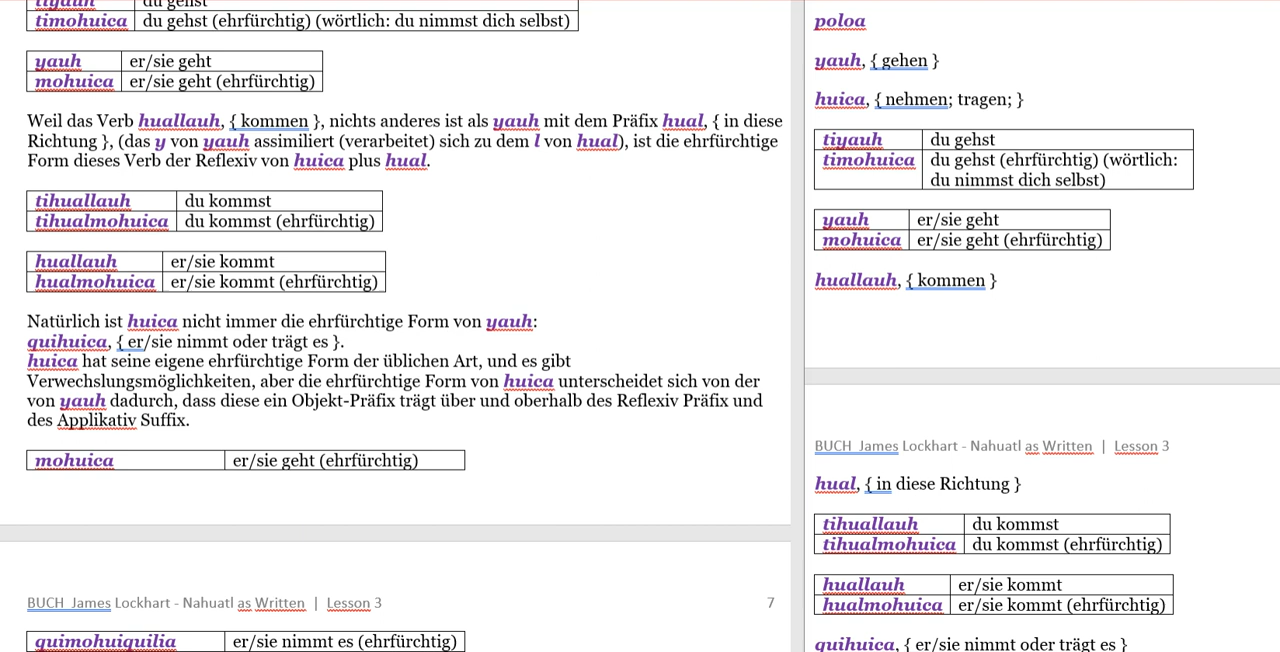 tiyauh du gehst
timohuica du gehst (ehrfürchtig) (wörtlich: du nimmst dich selbst)
yauh er/sie geht
mohuica er/sie geht (ehrfürchtig)
Weil das Verb huallauh, { kommen }, nichts anderes ist als yauh mit dem Präfix hual, { in diese
Richtung }, (das y von yauh assimiliert (verarbeitet) sich zu dem l von hual), ist die ehrfürchtige
Form dieses Verb der Reflexiv von huica plus hual.
tihuallauh du kommst
tihualmohuica du kommst (ehrfürchtig)
huallauh er/sie kommt
hualmohuica er/sie kommt (ehrfürchtig)
Natürlich ist huica nicht immer die ehrfürchtige Form von yauh:
quihuica, { er/sie nimmt oder trägt es }.
huica hat seine eigene ehrfürchtige Form der üblichen Art, und es gibt
Verwechslungsmöglichkeiten, aber die ehrfürchtige Form von huica unterscheidet sich von der
von yauh dadurch, dass diese ein Objekt-Präfix trägt über und oberhalb des Reflexiv Präfix und
des Applikativ Suffix.
mohuica er/sie geht (ehrfürchtig)
BUCH James Lockhart - Nahuatl as Written | Lesson 3 7
quimohuiquilia er/sie nimmt es (ehrfürchtig)
poloa
yauh, { gehen }
huica, { nehmen; tragen; }
tiyauh du gehst
timohuica du gehst (ehrfürchtig) (wörtlich:
du nimmst dich selbst)
yauh er/sie geht
mohuica er/sie geht (ehrfürchtig)
huallauh, { kommen }
BUCH James Lockhart - Nahuatl as Written | Lesson 3
hual, { in diese Richtung }
tihuallauh du kommst
tihualmohuica du kommst (ehrfürchtig)
huallauh er/sie kommt
hualmohuica er/sie kommt (ehrfürchtig)
quihuica, { er/sie nimmt oder trägt es }